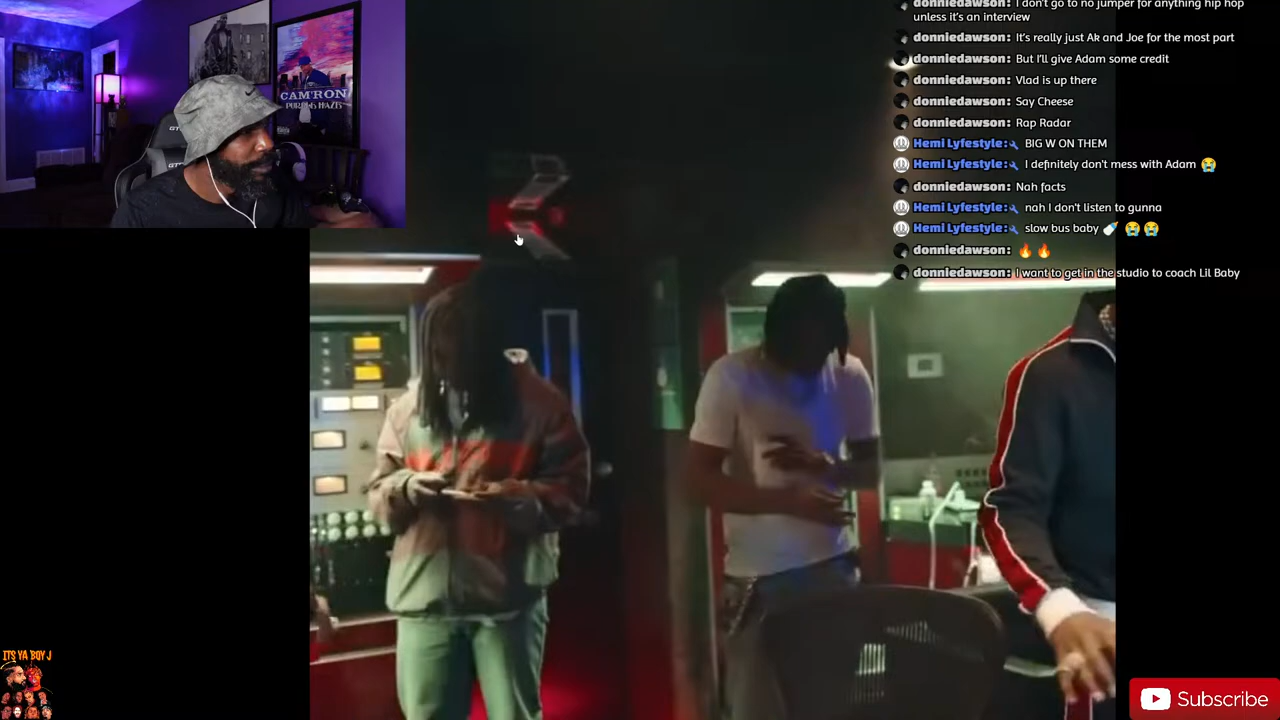 donniedawson: I don't go to no jumper for anything hip hop
unless it's an interview
donniedawson: It's really just Ak and Joe for the most part
donniedawson: But I'll give Adam some credit
donniedawson: Vlad is up there
donniedawson: Say Cheese
donniedawson: Rap Radar
Hemi Lyfestyle: BIG W ON THEM
Hemi Lyfestyle: I definitely don't mess with Adam 😭
donniedawson: Nah facts
Hemi Lyfestyle: nah I don't listen to gunna
Hemi Lyfestyle: slow bus baby 🍼 😭😭
donniedawson: 🔥🔥
donniedawson: I want to get in the studio to coach Lil Baby
CAM'RON
PURPLE HAZE
GT
ITS YA BOY J
Subscribe